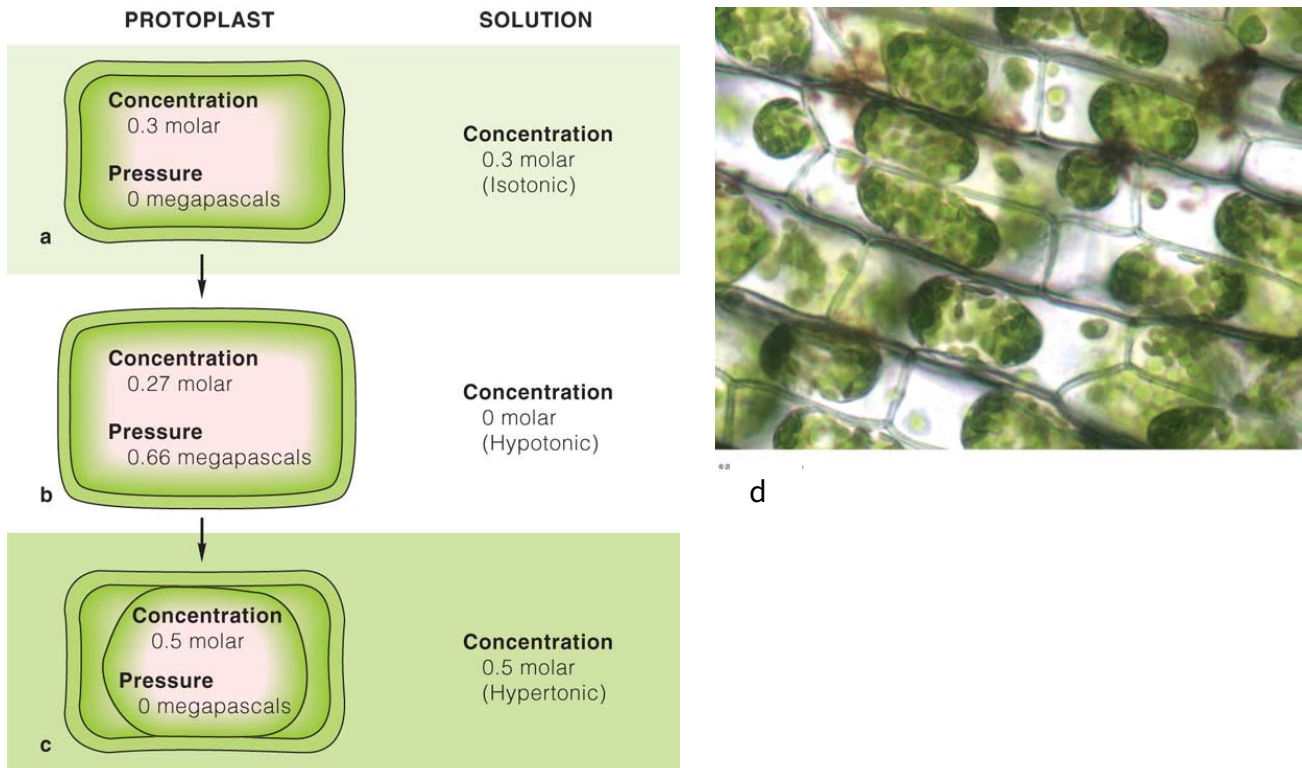 PROTOPLAST
SOLUTION
Concentration
0.3 molar
Pressure
0 megapascals
a
Concentration
0.3 molar
(Isotonic)
Concentration
0.27 molar
Pressure
0.66 megapascals
b
Concentration
0 molar
(Hypotonic)
Concentration
0.5 molar
Pressure
0 megapascals
c
Concentration
0.5 molar
(Hypertonic)
d